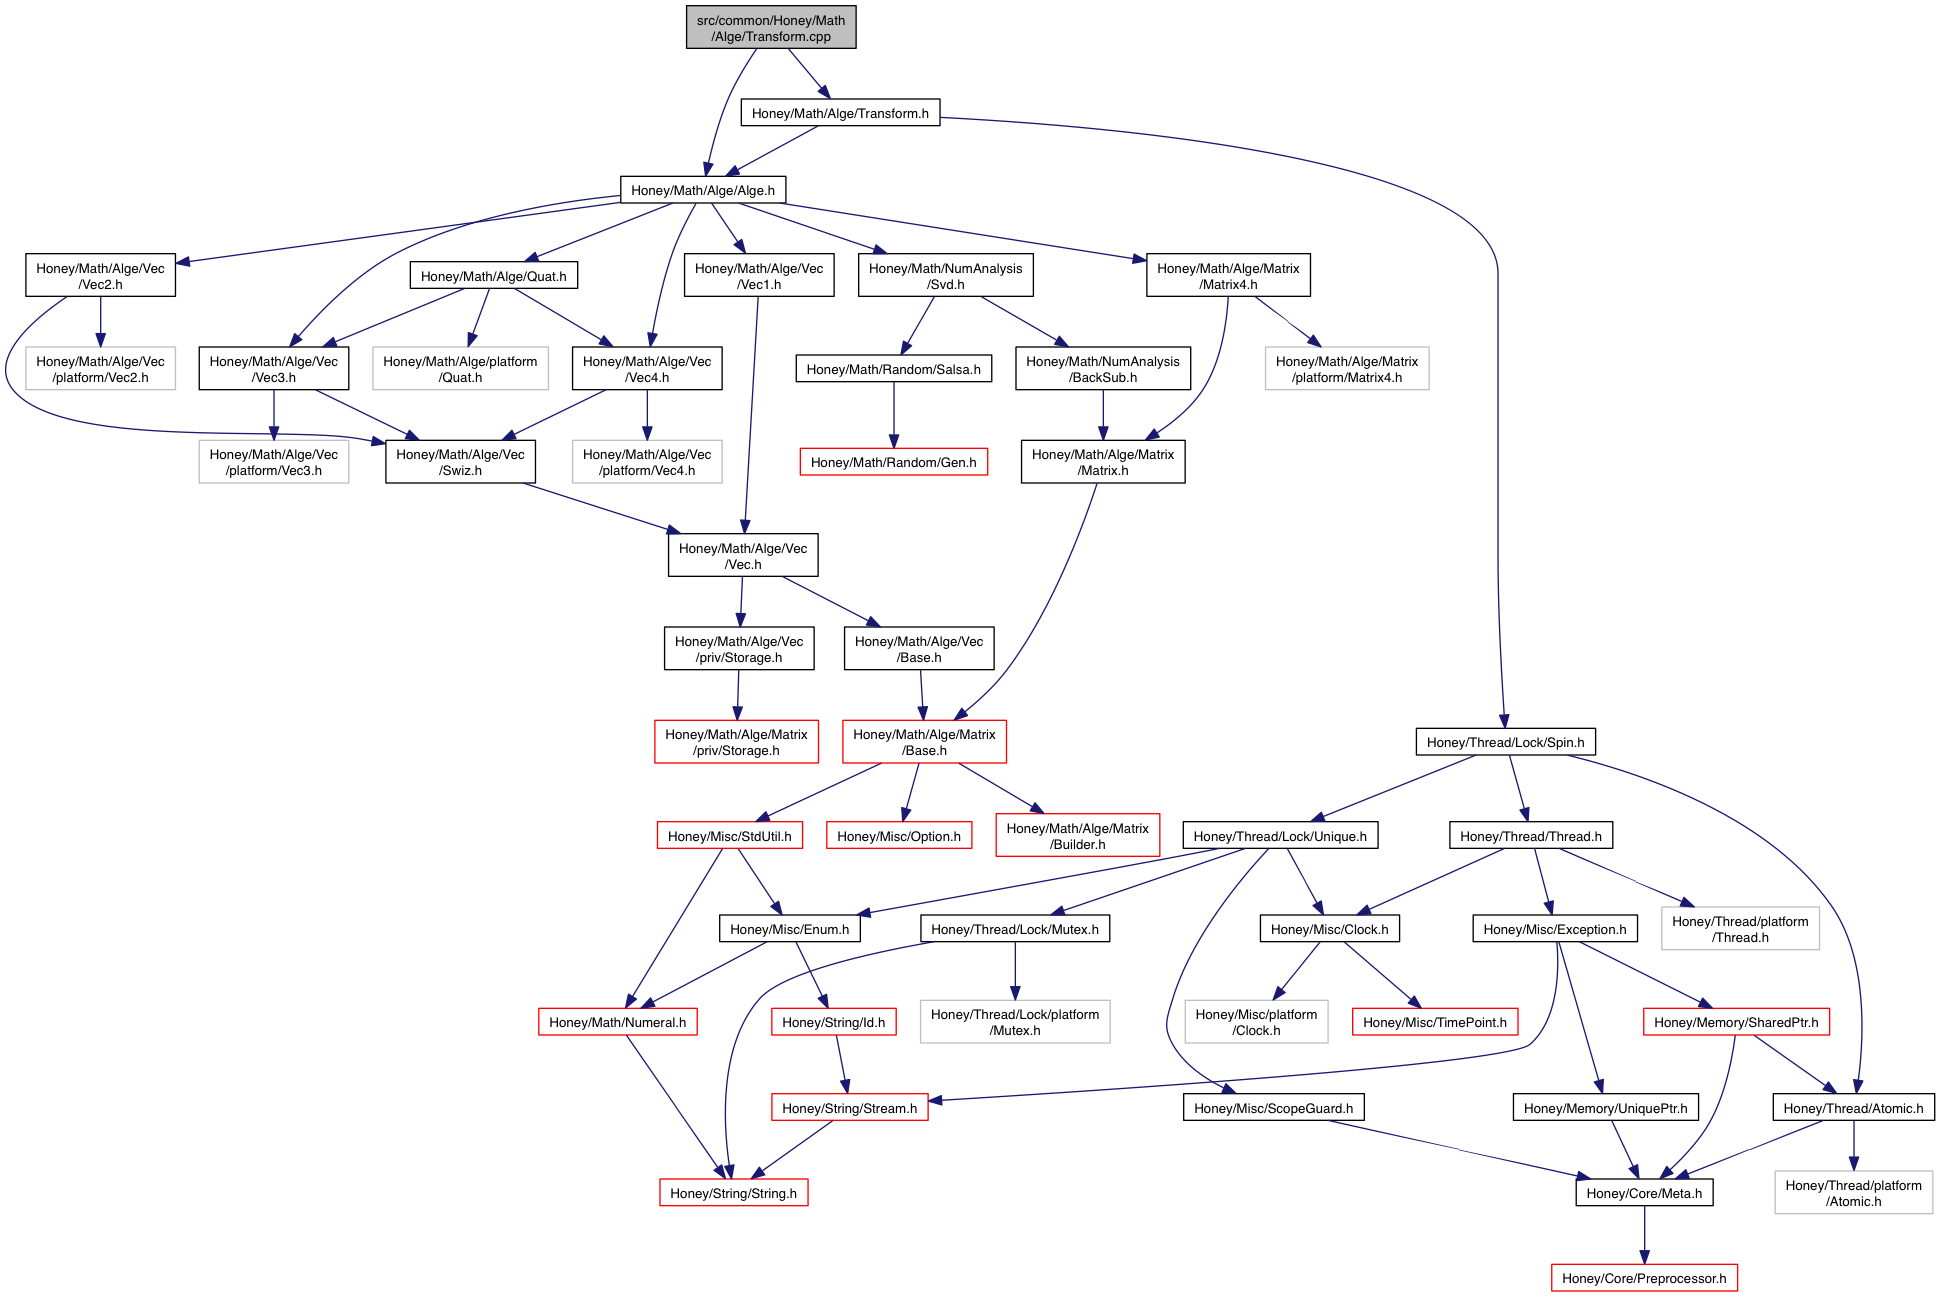 src/common/Honey/Math
/Alge/Transform.cpp
Honey/Math/Alge/Transform.h
Honey/Math/Alge/Alge.h
Honey/Math/Alge/Vec
/Vec2.h
Honey/Math/Alge/Quat.h
Honey/Math/Alge/Vec
/Vec1.h
Honey/Math/NumAnalysis
/Svd.h
Honey/Math/Alge/Matrix
/Matrix4.h
Honey/Math/Alge/Vec
/platform/Vec2.h
Honey/Math/Alge/Vec
/Vec3.h
Honey/Math/Alge/platform
/Quat.h
Honey/Math/Alge/Vec
/Vec4.h
Honey/Math/Random/Salsa.h
Honey/Math/NumAnalysis
/BackSub.h
Honey/Math/Alge/Matrix
/platform/Matrix4.h
Honey/Math/Alge/Vec
/platform/Vec3.h
Honey/Math/Alge/Vec
/Swiz.h
Honey/Math/Alge/Vec
/platform/Vec4.h
Honey/Math/Random/Gen.h
Honey/Math/Alge/Matrix
/Matrix.h
Honey/Math/Alge/Vec
/Vec.h
Honey/Math/Alge/Vec
/priv/Storage.h
Honey/Math/Alge/Vec
/Base.h
Honey/Math/Alge/Matrix
/priv/Storage.h
Honey/Math/Alge/Matrix
/Base.h
Honey/Thread/Lock/Spin.h
Honey/Misc/StdUtil.h
Honey/Misc/Option.h
Honey/Math/Alge/Matrix
/Builder.h
Honey/Thread/Lock/Unique.h
Honey/Thread/Thread.h
Honey/Misc/Enum.h
Honey/Thread/Lock/Mutex.h
Honey/Misc/Clock.h
Honey/Misc/Exception.h
Honey/Thread/platform
/Thread.h
Honey/Math/Numeral.h
Honey/String/Id.h
Honey/Thread/Lock/platform
/Mutex.h
Honey/Misc/platform
/Clock.h
Honey/Misc/TimePoint.h
Honey/Memory/SharedPtr.h
Honey/String/Stream.h
Honey/Misc/ScopeGuard.h
Honey/Memory/UniquePtr.h
Honey/Thread/Atomic.h
Honey/String/String.h
Honey/Core/Meta.h
Honey/Thread/platform
/Atomic.h
Honey/Core/Preprocessor.h